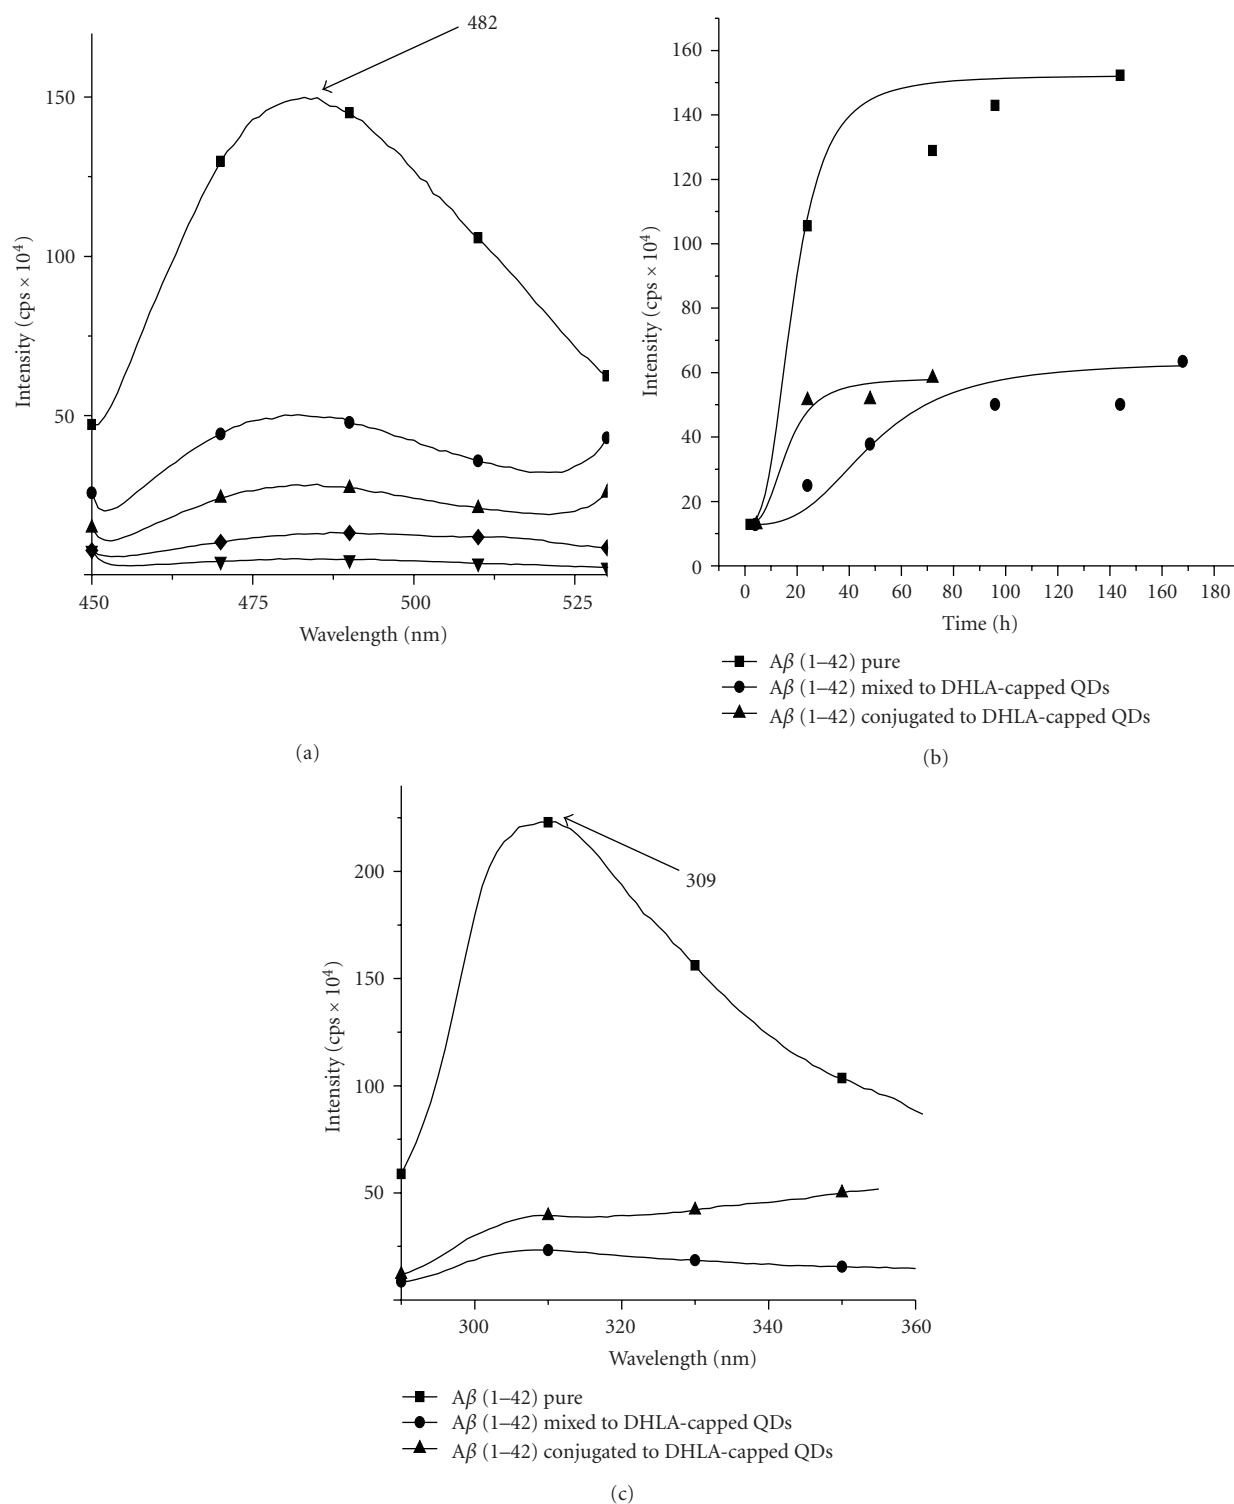 482
150
100
50
Intensity (cps × 10⁴)
450
475
500
525
Wavelength (nm)
(a)
160
140
120
100
80
60
40
20
0
Intensity (cps × 10⁴)
0
20
40
60
80
100
120
140
160
180
Time (h)
Aβ (1–42) pure
Aβ (1–42) mixed to DHLA-capped QDs
Aβ (1–42) conjugated to DHLA-capped QDs
(b)
309
200
150
100
50
Intensity (cps × 10⁴)
300
320
340
360
Wavelength (nm)
Aβ (1–42) pure
Aβ (1–42) mixed to DHLA-capped QDs
Aβ (1–42) conjugated to DHLA-capped QDs
(c)